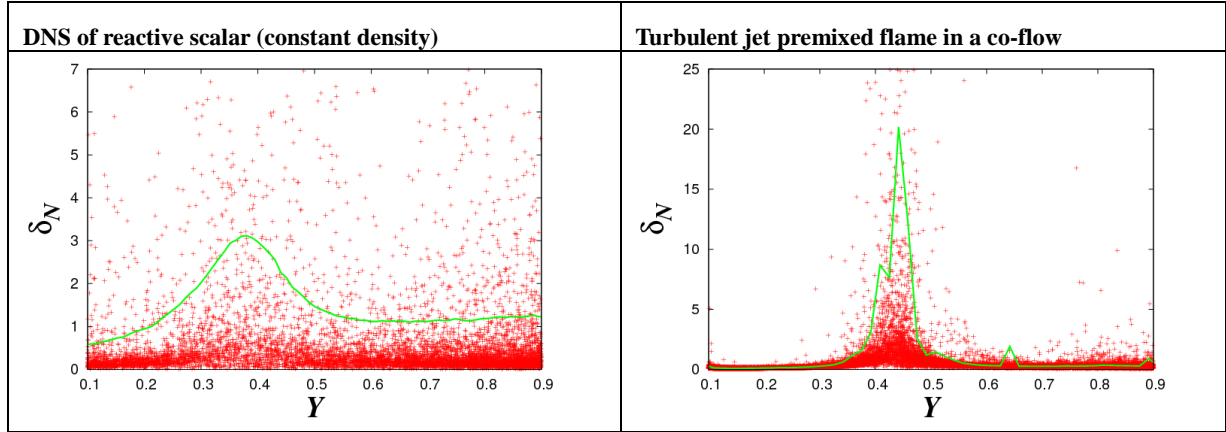 DNS of reactive scalar (constant density)
Turbulent jet premixed flame in a co-flow
7
6
5
4
3
2
1
0
δN
0.1 0.2 0.3 0.4 0.5 0.6 0.7 0.8 0.9
Y
25
20
15
10
5
0
δN
0.1 0.2 0.3 0.4 0.5 0.6 0.7 0.8 0.9
Y